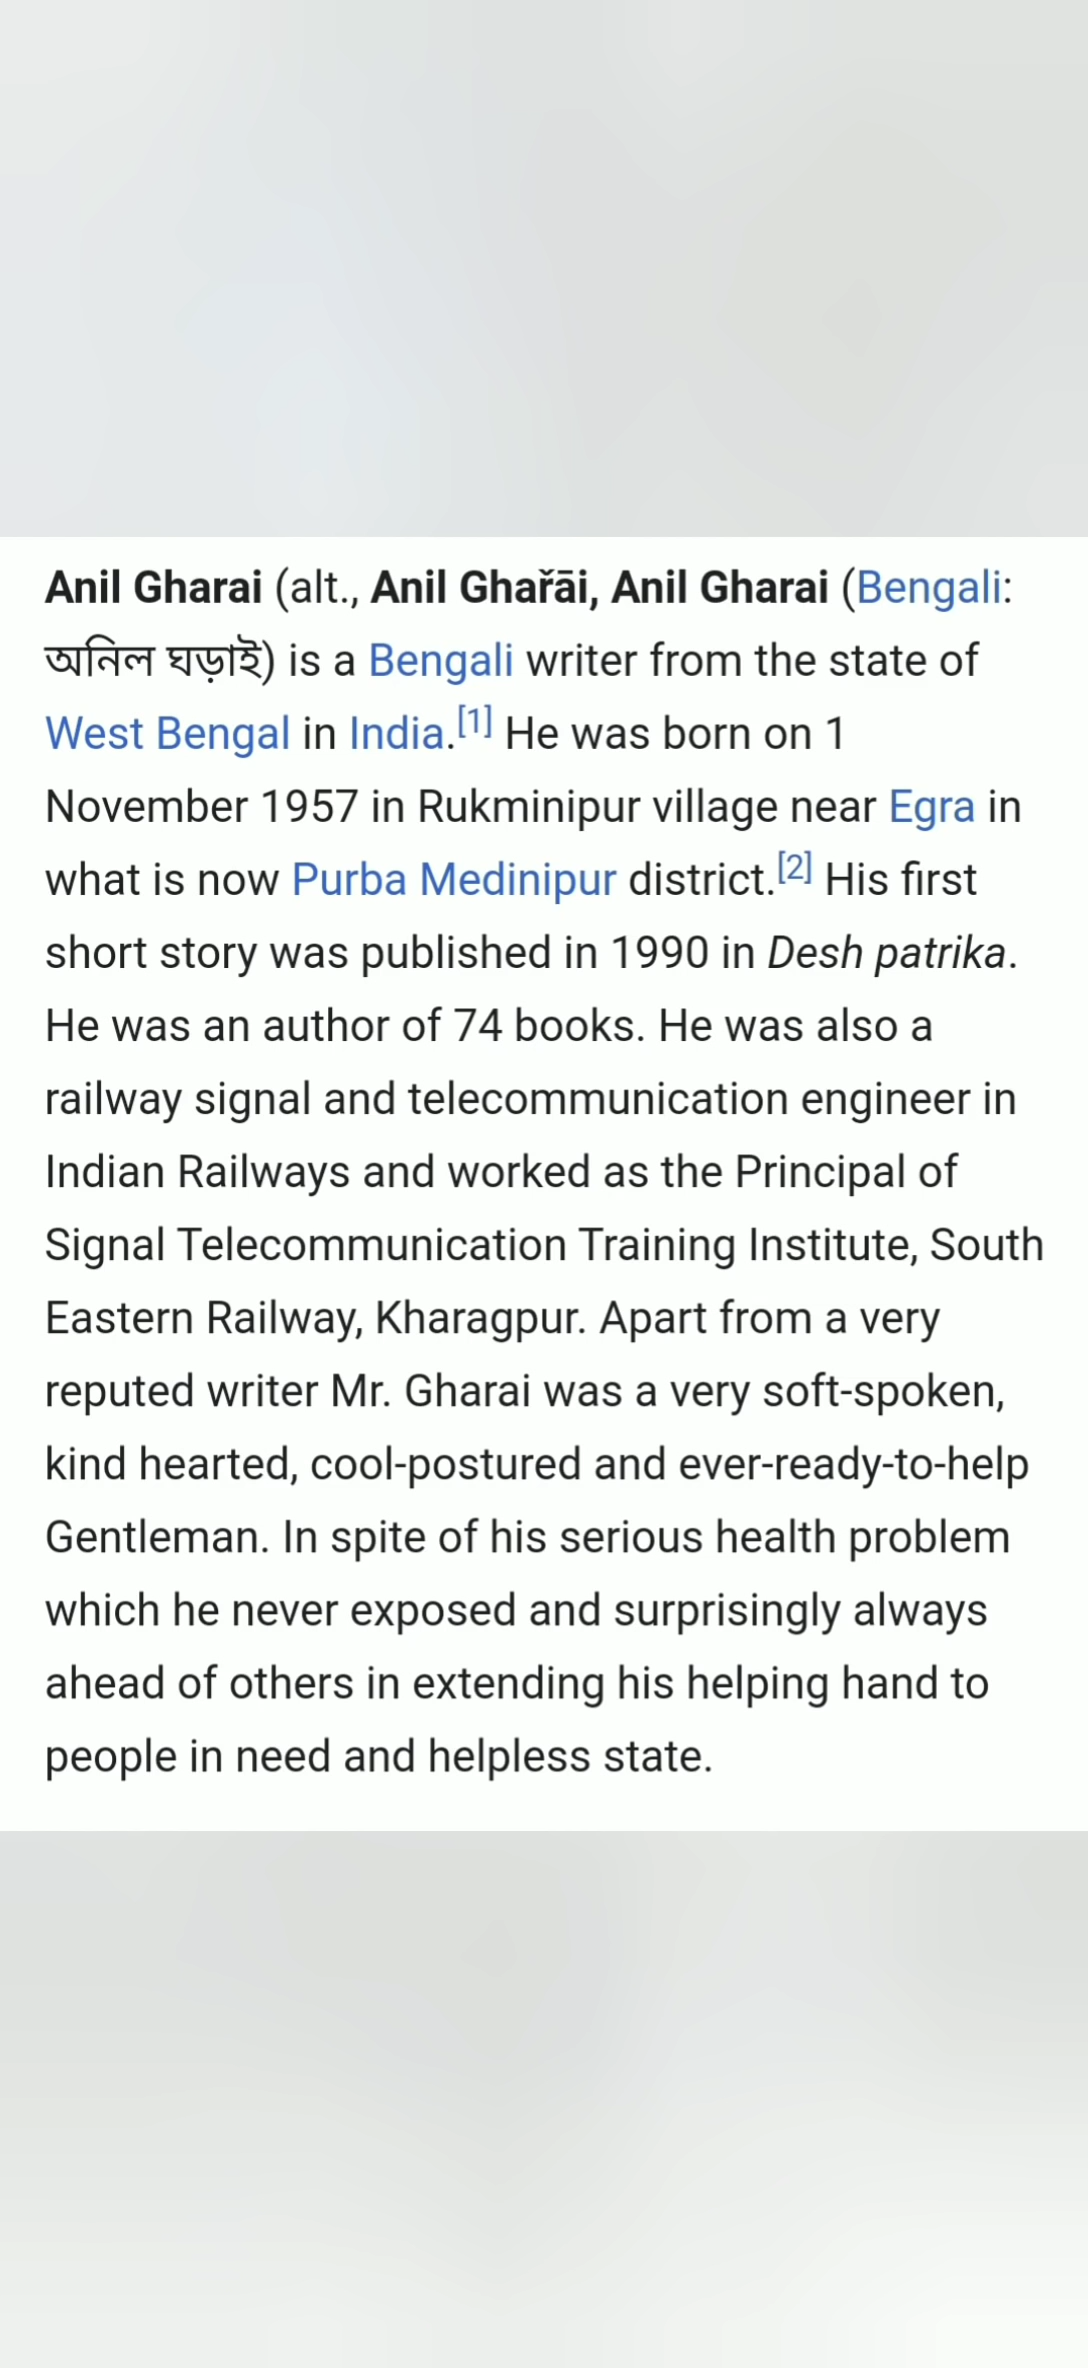 Anil Gharai (alt., Anil Ghařāi, Anil Gharai (Bengali:
অনিল ঘড়াই) is a Bengali writer from the state of
West Bengal in India.[1] He was born on 1
November 1957 in Rukminipur village near Egra in
what is now Purba Medinipur district.[2] His first
short story was published in 1990 in Desh patrika.
He was an author of 74 books. He was also a
railway signal and telecommunication engineer in
Indian Railways and worked as the Principal of
Signal Telecommunication Training Institute, South
Eastern Railway, Kharagpur. Apart from a very
reputed writer Mr. Gharai was a very soft-spoken,
kind hearted, cool-postured and ever-ready-to-help
Gentleman. In spite of his serious health problem
which he never exposed and surprisingly always
ahead of others in extending his helping hand to
people in need and helpless state.